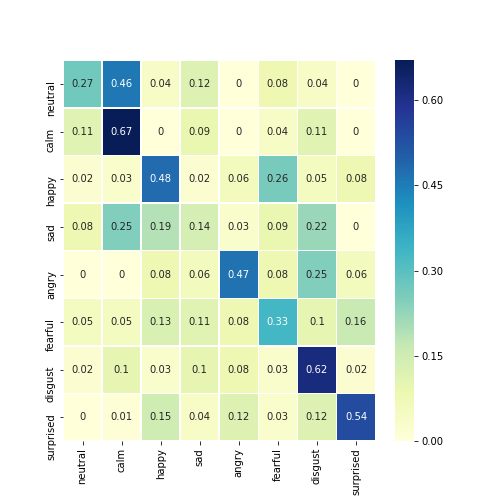 neutral 0.27 0.46 0.04 0.12 0 0.08 0.04 0
calm 0.11 0.67 0 0.09 0 0.04 0.11 0
happy 0.02 0.03 0.48 0.02 0.06 0.26 0.05 0.08
sad 0.08 0.25 0.19 0.14 0.03 0.09 0.22 0
angry 0 0 0.08 0.06 0.47 0.08 0.25 0.06
fearful 0.05 0.05 0.13 0.11 0.08 0.33 0.1 0.16
disgust 0.02 0.1 0.03 0.1 0.08 0.03 0.62 0.02
surprised 0 0.01 0.15 0.04 0.12 0.03 0.12 0.54
neutral calm happy sad angry fearful disgust surprised
0.60
0.45
0.30
0.15
0.00